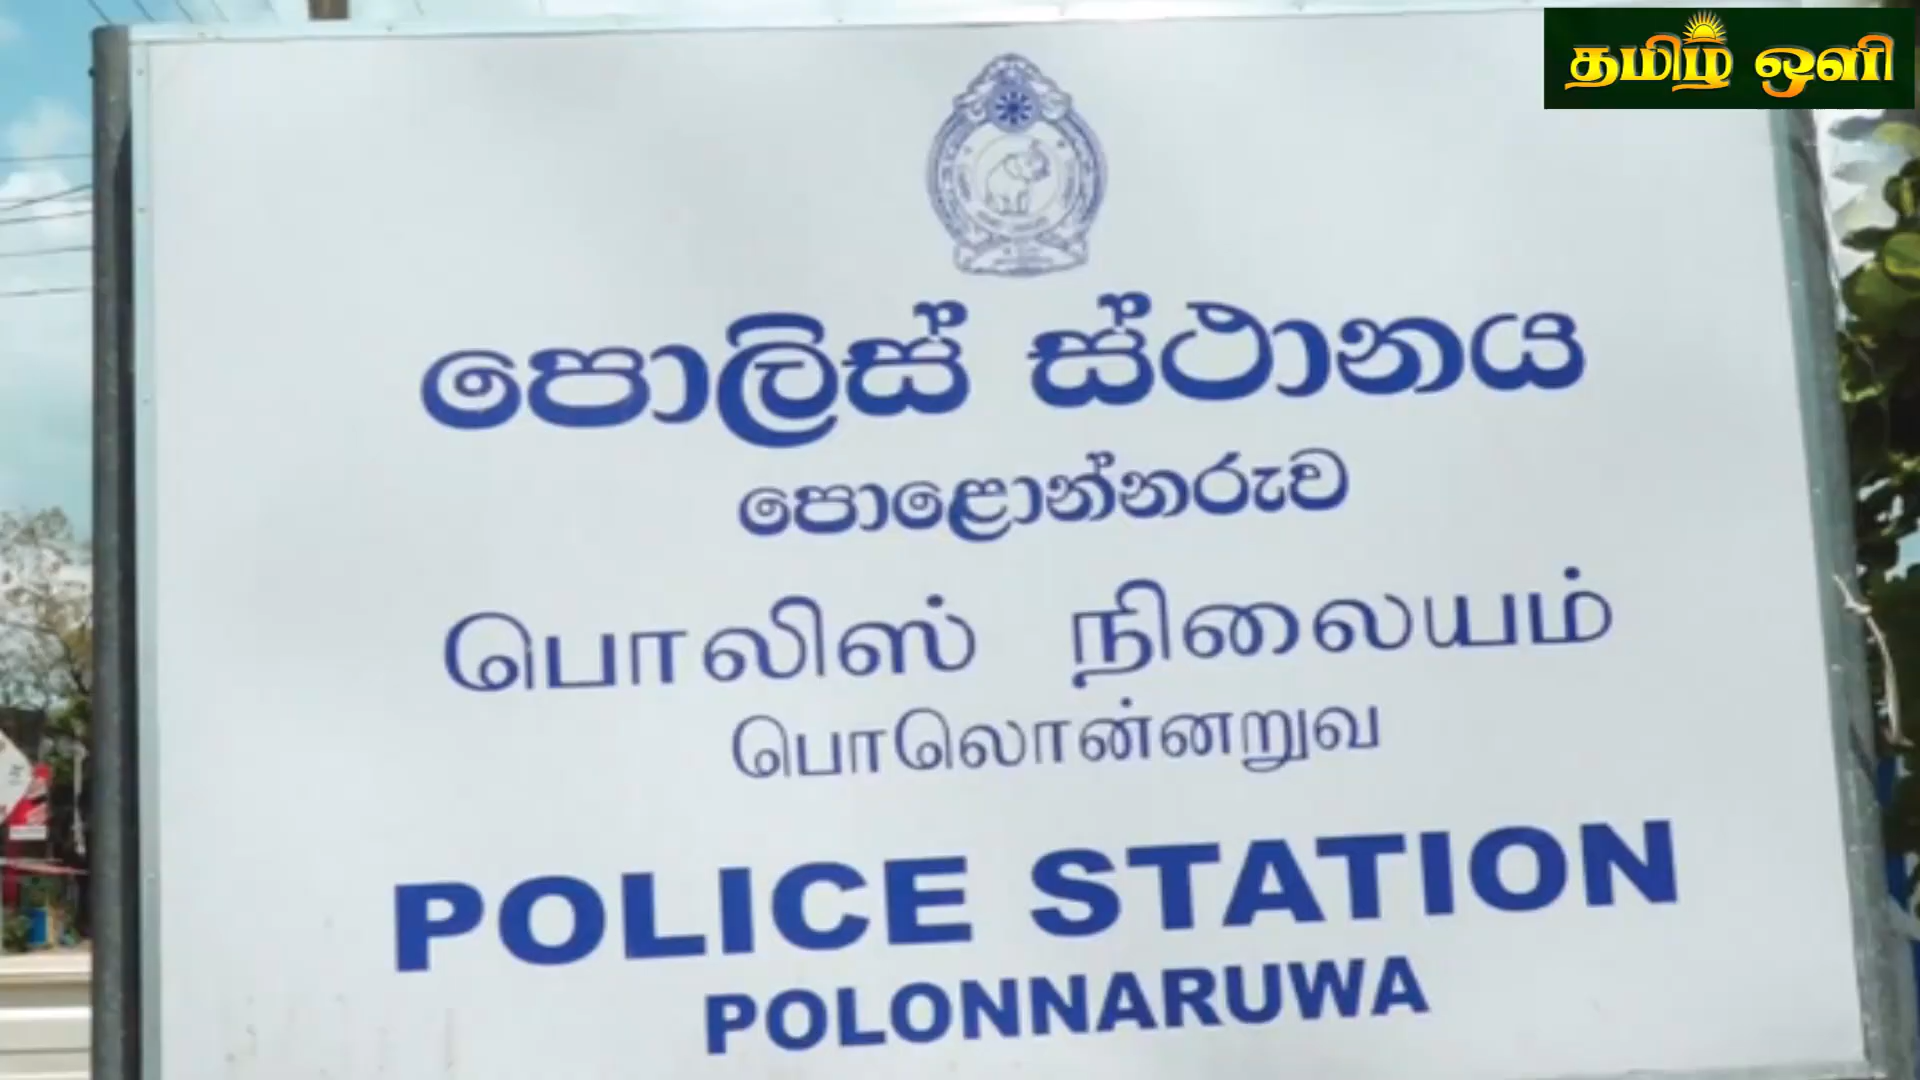 தமிழ் ஒளி
පොලිස් ස්ථානය
පොළොන්නරුව
பொலிஸ் நிலையம்
பொலொன்னறுவ
POLICE STATION
POLONNARUWA